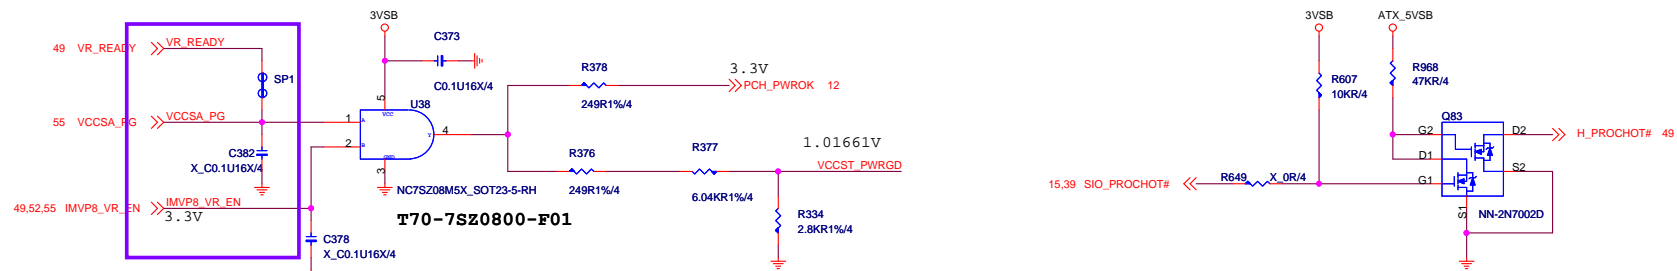 3VSB
49 VR_READY
VR_READY
C373
C0.1U16X/4
SP1
R378
249R1%/4
3.3V
PCH_PWROK 12
U38
5
VCC
55 VCCSA_PG
VCCSA_PG
1
A
2
B
Y
4
GND
3
C382
X_C0.1U16X/4
NC7SZ08M5X_SOT23-5-RH
T70-7SZ0800-F01
R376
249R1%/4
R377
6.04KR1%/4
1.01661V
VCCST_PWRGD
R334
2.8KR1%/4
49,52,55 IMVP8_VR_EN
IMVP8_VR_EN
3.3V
C378
X_C0.1U16X/4
3VSB
ATX_5VSB
R607
10KR/4
R968
47KR/4
Q83
G2
D2
H_PROCHOT# 49
D1
S2
15,39 SIO_PROCHOT#
R649
X_0R/4
G1
S1
NN-2N7002D